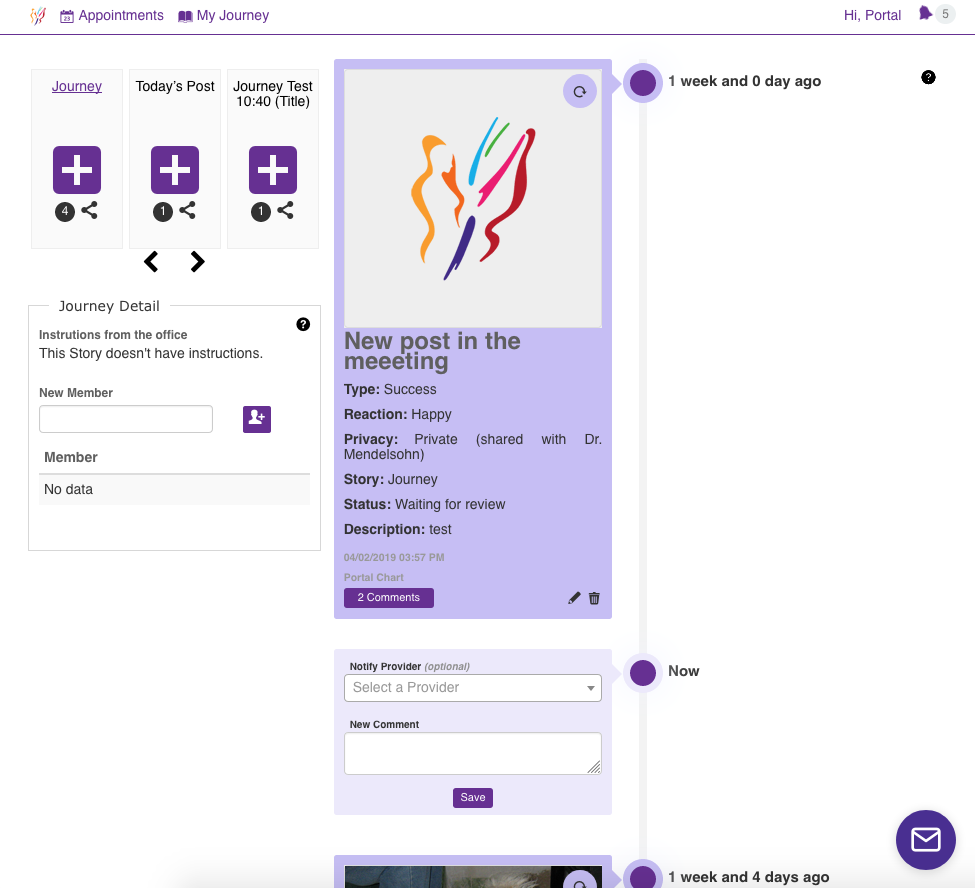 Appointments
My Journey
Hi, Portal
5
Journey
4
Today's Post
1
Journey Test
10:40 (Title)
1
Journey Detail
Instrutions from the office
This Story doesn't have instructions.
New Member
Member
No data
1 week and 0 day ago
New post in the
meeeting
Type: Success
Reaction: Happy
Privacy: Private (shared with Dr.
Mendelsohn)
Story: Journey
Status: Waiting for review
Description: test
04/02/2019 03:57 PM
Portal Chart
2 Comments
Now
Notify Provider (optional)
Select a Provider
New Comment
Save
1 week and 4 days ago